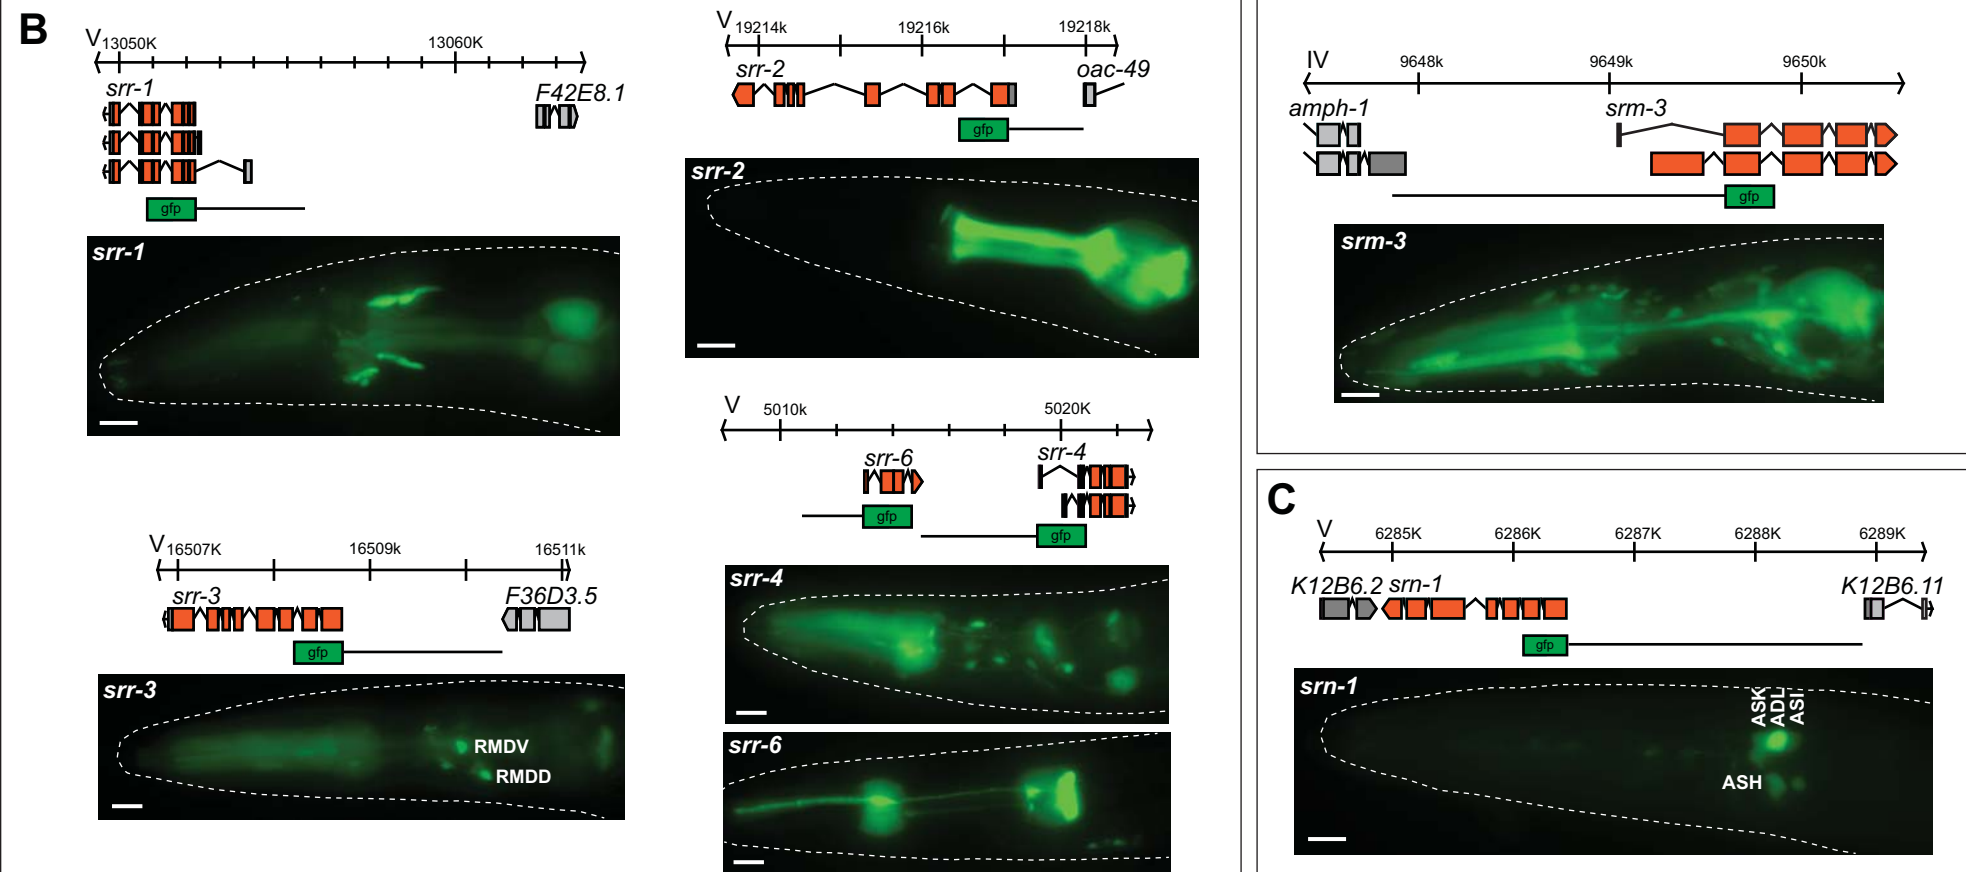 B
V 13050K 13060K
srr-1 F42E8.1
gfp
srr-1
V 19214k 19216k 19218k
srr-2 oac-49
gfp
srr-2
V 16507K 16509k 16511k
srr-3 F36D3.5
gfp
srr-3
RMDV
RMDD
V 5010k 5020K
srr-6 srr-4
gfp
gfp
srr-4
srr-6
IV 9648k 9649k 9650k
amph-1 srm-3
gfp
srm-3
C
V 6285K 6286K 6287K 6288K 6289K
K12B6.2 srn-1 K12B6.11
gfp
srn-1
ASK
ADL
ASI
ASH